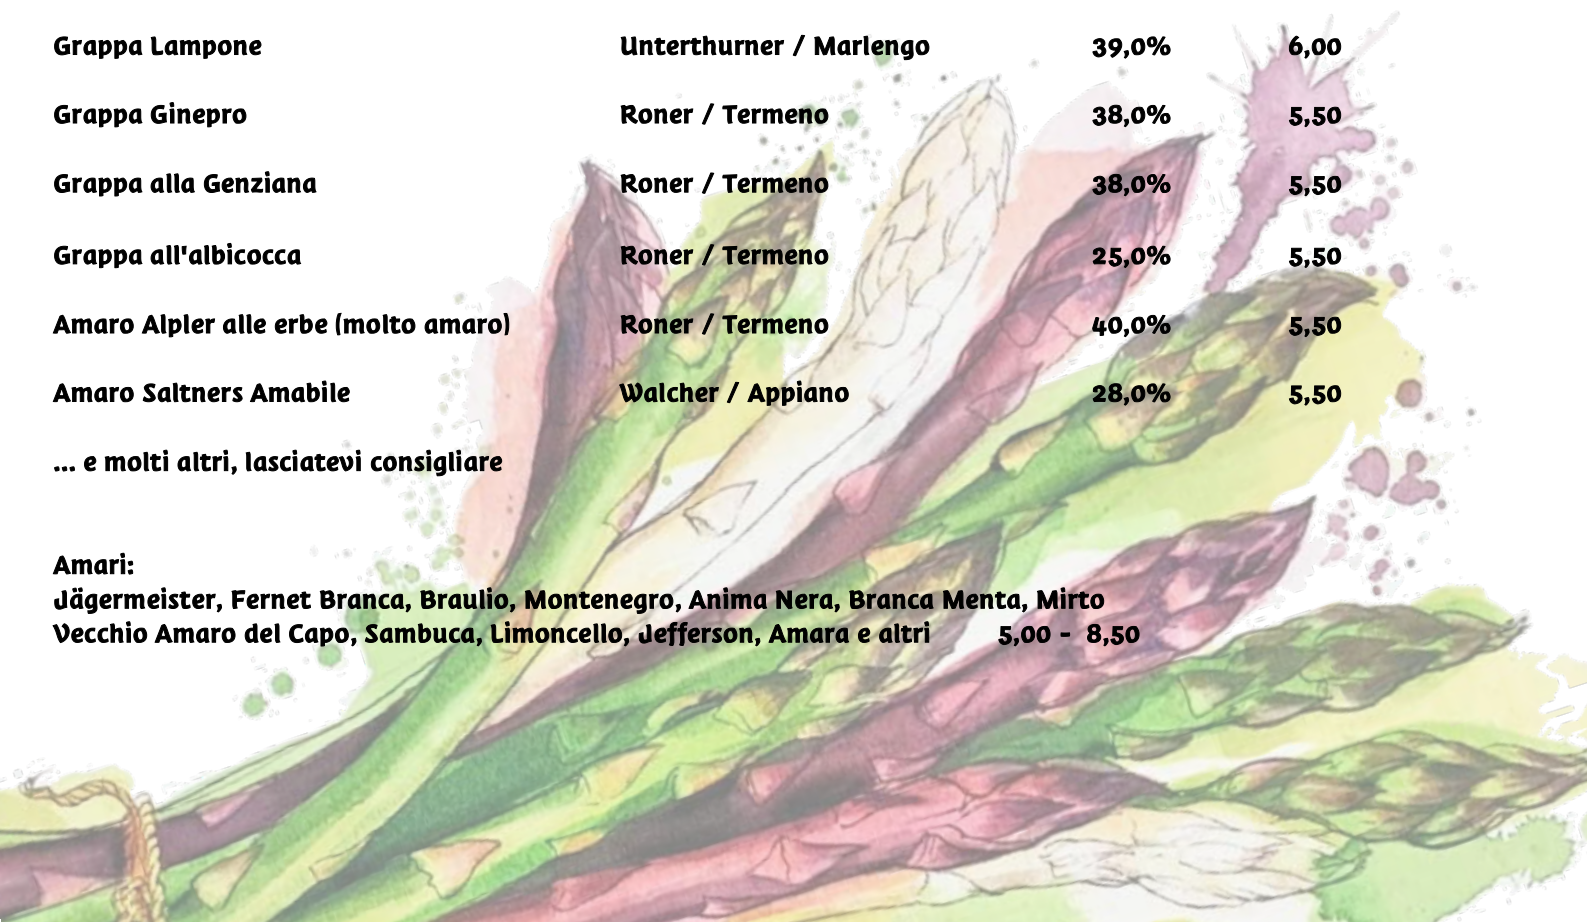 Grappa Lampone Unterthurner / Marlengo 39,0% 6,00
Grappa Ginepro Roner / Termeno 38,0% 5,50
Grappa alla Genziana Roner / Termeno 38,0% 5,50
Grappa all'albicocca Roner / Termeno 25,0% 5,50
Amaro Alpler alle erbe (molto amaro) Roner / Termeno 40,0% 5,50
Amaro Saltners Amabile Walcher / Appiano 28,0% 5,50
... e molti altri, lasciatevi consigliare
Amari:
Jägermeister, Fernet Branca, Braulio, Montenegro, Anima Nera, Branca Menta, Mirto
Vecchio Amaro del Capo, Sambuca, Limoncello, Jefferson, Amara e altri 5,00 - 8,50